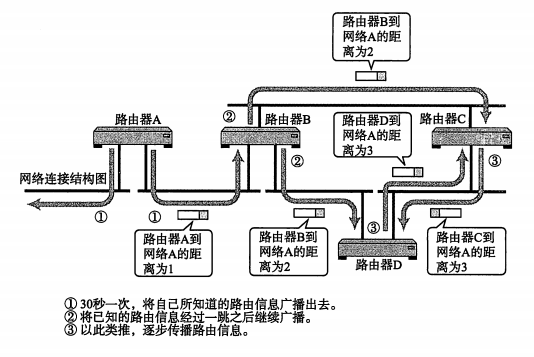 路由器B到
网络A的距
离为2
路由器A
②
路由器B
路由器D到
网络A的距
离为3
路由器C
②
③
网络连接结构图
①
①
③
路由器A到
网络A的距
离为1
路由器B到
网络A的距
离为2
路由器D
路由器C到
网络A的距
离为3
① 30秒一次，将自己所知道的路由信息广播出去。
② 将已知的路由信息经过一跳之后继续广播。
③ 以此类推，逐步传播路由信息。